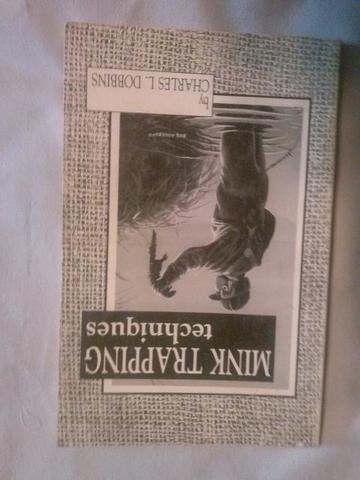 MINK TRAPPING
techniques
by
CHARLES L. DOBBINS